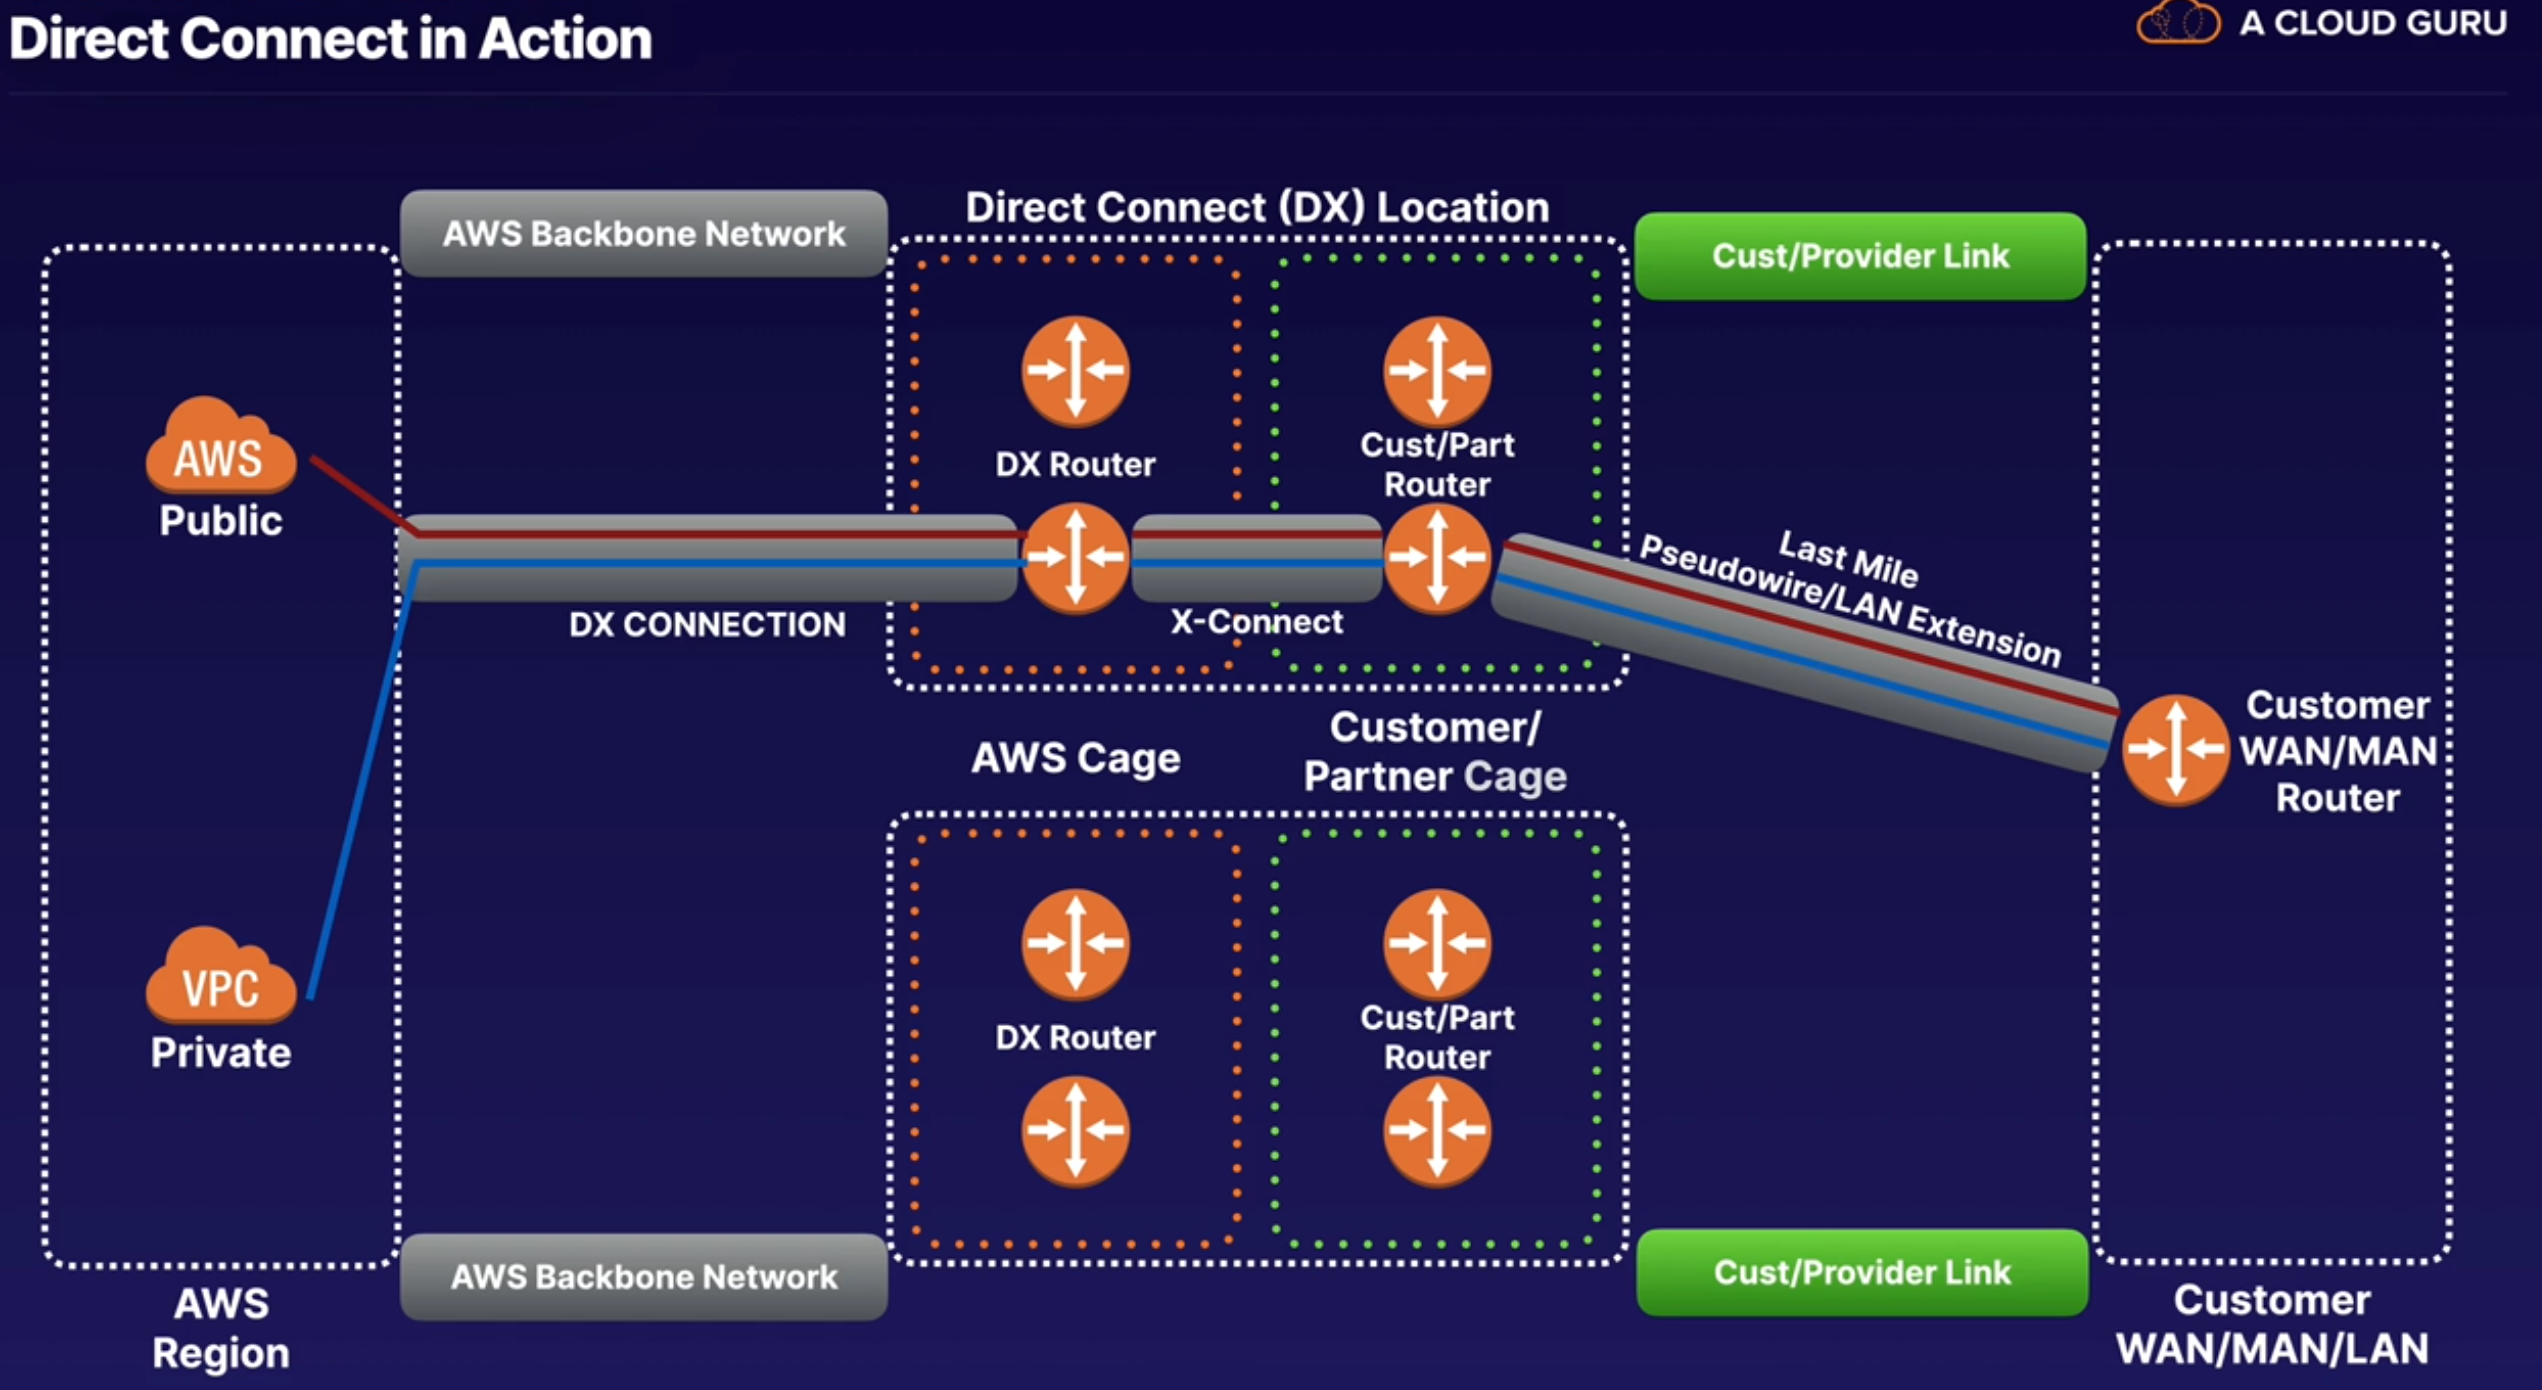 Direct Connect in Action
A CLOUD GURU
AWS Backbone Network
Direct Connect (DX) Location
Cust/Provider Link
AWS
Public
DX Router
Cust/Part
Router
DX CONNECTION
X-Connect
Last Mile
Pseudowire/LAN Extension
Customer
WAN/MAN
Router
AWS Cage
Customer/
Partner Cage
VPC
Private
DX Router
Cust/Part
Router
AWS Backbone Network
Cust/Provider Link
AWS
Region
Customer
WAN/MAN/LAN